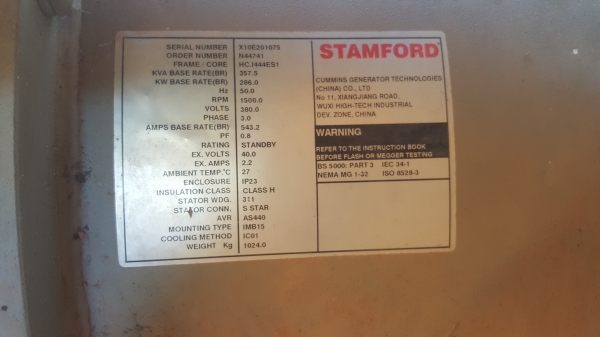 SERIAL NUMBER X10E201075
ORDER NUMBER N44741
FRAME / CORE HCJ444ES1
KVA BASE RATE(BR) 357.5
KW BASE RATE(BR) 286.0
Hz 50.0
RPM 1500.0
VOLTS 380.0
PHASE 3.0
AMPS BASE RATE(BR) 543.2
PF 0.8
RATING STANDBY
EX. VOLTS 40.0
EX. AMPS 2.2
AMBIENT TEMP.°C 27
ENCLOSURE IP23
INSULATION CLASS CLASS H
STATOR WDG. 311
STATOR CONN. S STAR
AVR AS440
MOUNTING TYPE IMB15
COOLING METHOD IC01
WEIGHT Kg 1024.0
STAMFORD
CUMMINS GENERATOR TECHNOLOGIES
(CHINA) CO., LTD
No 11, XIANGJIANG ROAD,
WUXI HIGH-TECH INDUSTRIAL
DEV. ZONE, CHINA
WARNING
REFER TO THE INSTRUCTION BOOK
BEFORE FLASH OR MEGGER TESTING
BS 5000: PART 3 IEC 34-1
NEMA MG 1-32 ISO 8528-3